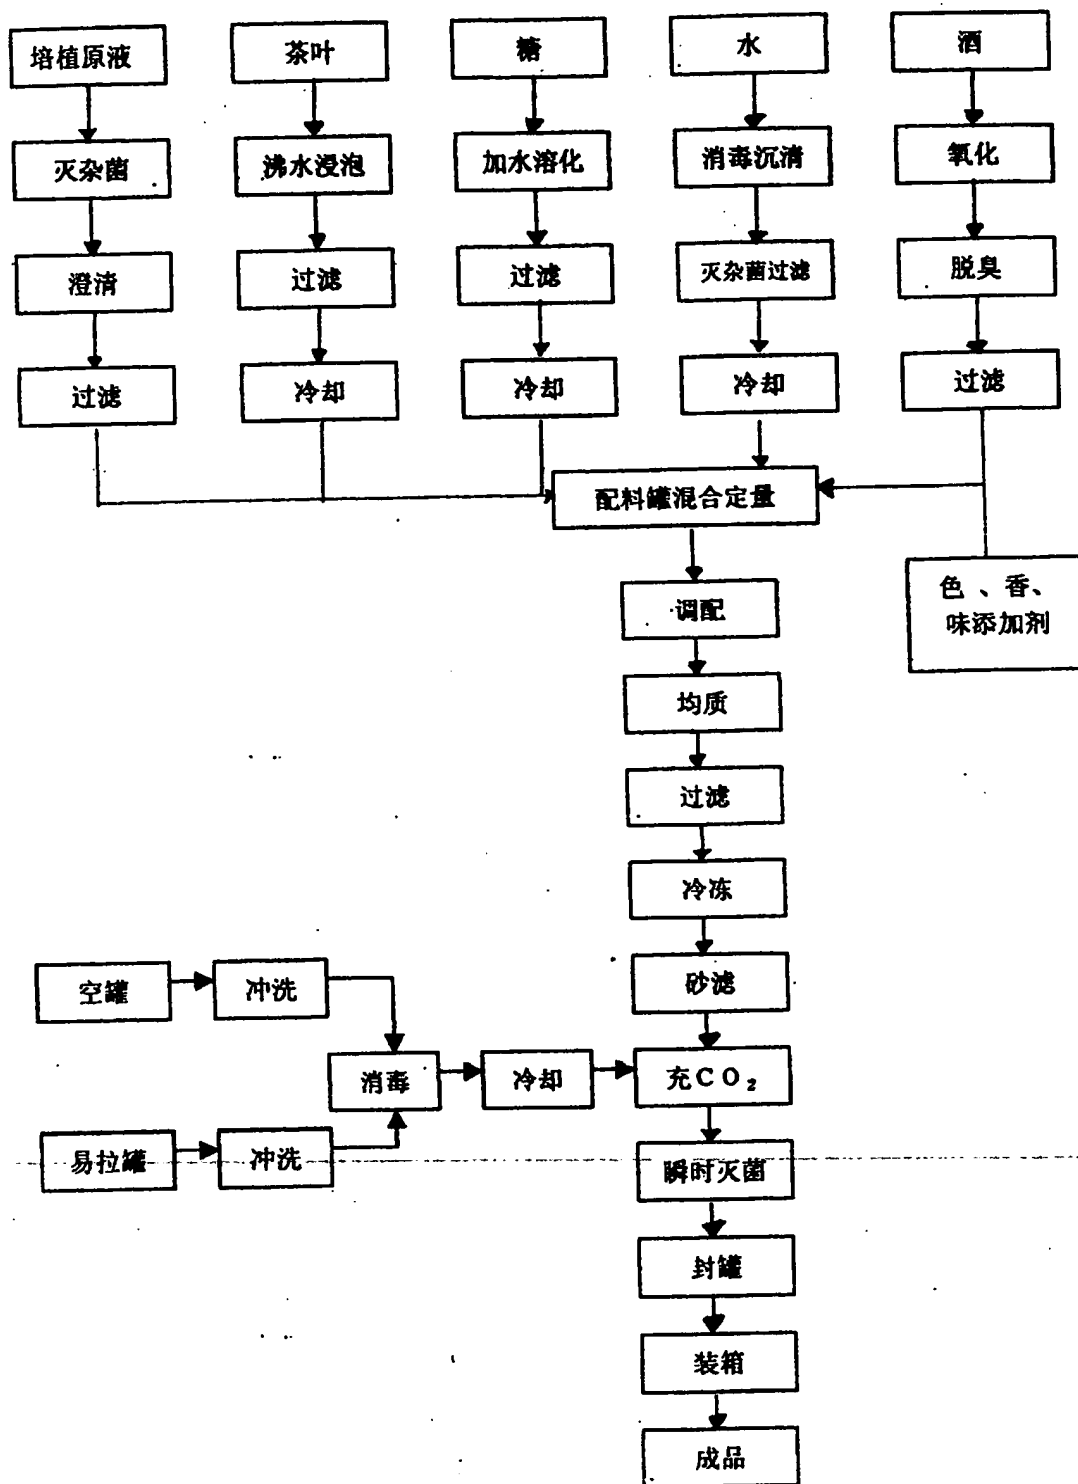 培植原液
茶叶
糖
水
酒
灭杂菌
沸水浸泡
加水溶化
消毒沉清
氧化
澄清
过滤
过滤
灭杂菌过滤
脱臭
过滤
冷却
冷却
冷却
过滤
配料罐混合定量
色、香、
味添加剂
调配
均质
过滤
冷冻
砂滤
空罐
冲洗
消毒
冷却
充CO₂
易拉罐
冲洗
瞬时灭菌
封罐
装箱
成品